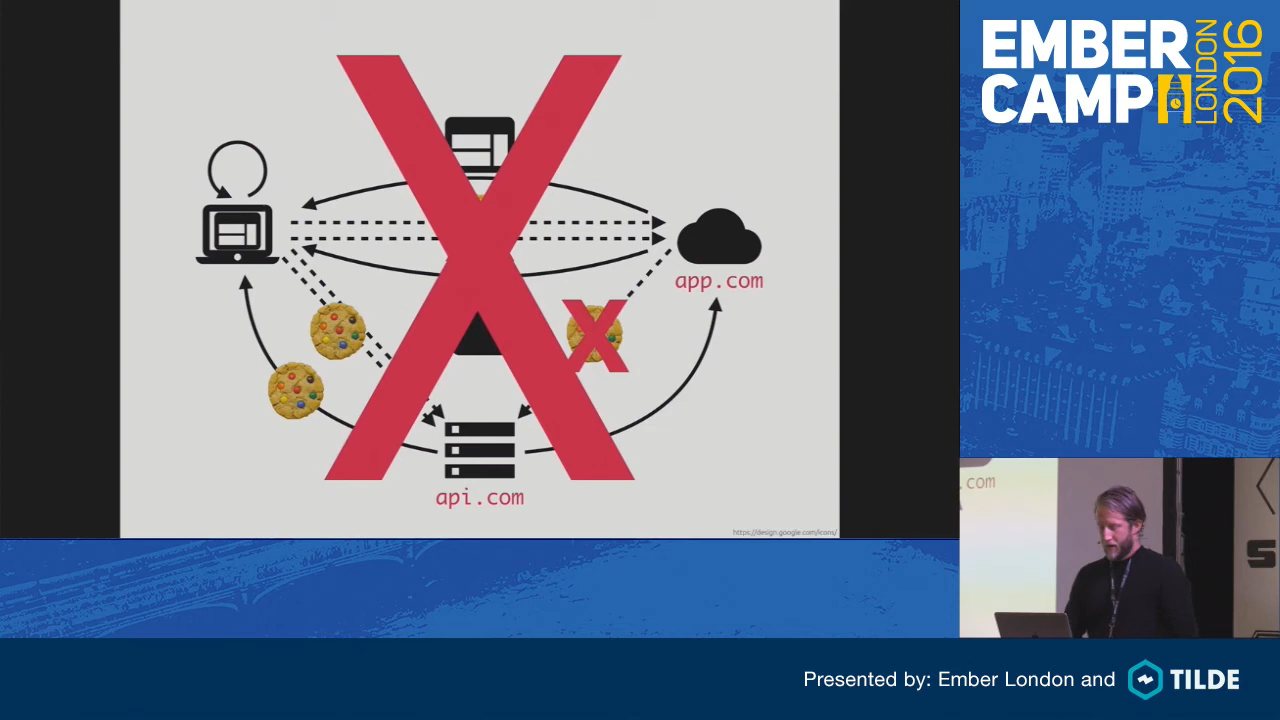 EMBER
CAMP
LONDON
2016
app.com
api.com
https://design.google.com/icons/
.com
S
Presented by: Ember London and
TILDE